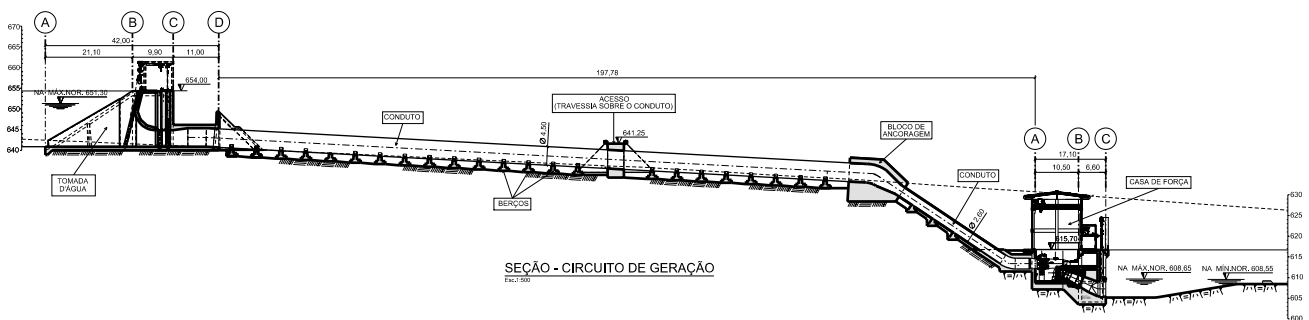 A B C D
42,00
21,10 9,90 11,00
670
665
660
655
650
645
640
NA MÁX.NOR. 651,30
654,00
TOMADA
D'ÁGUA
197,78
CONDUTO
Ø 4,50
ACESSO
(TRAVESSIA SOBRE O CONDUTO)
641.25
BERÇOS
BLOCO DE
ANCORAGEM
CONDUTO
Ø 2,60
A B C
17,10
10,50 6,60
CASA DE FORÇA
615,70
NA MÁX.NOR. 608,65
NA MÍN.NOR. 608,55
630
625
620
616
610
605
600
SEÇÃO - CIRCUITO DE GERAÇÃO
Esc.1:500